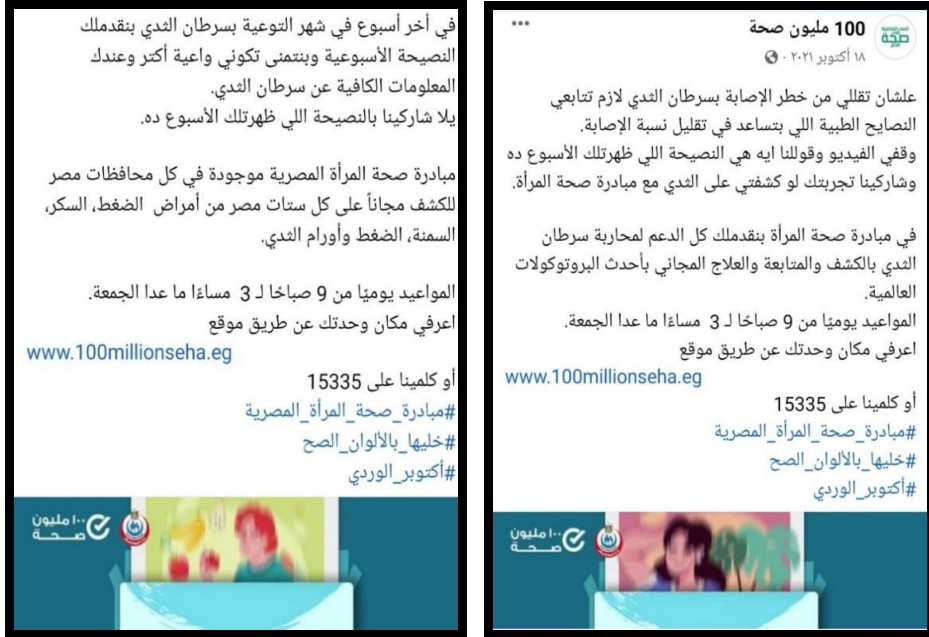 100 مليون صحة
١٨ أكتوبر ٢٠٢١
علشان تقللي من خطر الإصابة بسرطان الثدي لازم تتابعي
النصايح الطبية اللي بتساعد في تقليل نسبة الإصابة.
وقفي الفيديو وقوللنا ايه هي النصيحة اللي ظهرتلك الأسبوع ده
وشاركينا تجربتك لو كشفتي على الثدي مع مبادرة صحة المرأة.
في مبادرة صحة المرأة بنقدملك كل الدعم لمحاربة سرطان
الثدي بالكشف والمتابعة والعلاج المجاني بأحدث البروتوكولات
العالمية.
المواعيد يوميًا من 9 صباحًا لـ 3 مساءًا ما عدا الجمعة.
اعرفي مكان وحدتك عن طريق موقع
www.100millionseha.eg
أو كلمينا على 15335
#مبادرة_صحة_المرأة_المصرية
#خليها_بالألوان_الصح
#أكتوبر_الوردي
١٠٠ مليون
صحة
في أخر أسبوع في شهر التوعية بسرطان الثدي بنقدملك
النصيحة الأسبوعية وبنتمنى تكوني واعية أكتر وعندك
المعلومات الكافية عن سرطان الثدي.
يلا شاركينا بالنصيحة اللي ظهرتلك الأسبوع ده.
مبادرة صحة المرأة المصرية موجودة في كل محافظات مصر
للكشف مجاناً على كل ستات مصر من أمراض الضغط، السكر،
السمنة، الضغط وأورام الثدي.
المواعيد يوميًا من 9 صباحًا لـ 3 مساءًا ما عدا الجمعة.
اعرفي مكان وحدتك عن طريق موقع
www.100millionseha.eg
أو كلمينا على 15335
#مبادرة_صحة_المرأة_المصرية
#خليها_بالألوان_الصح
#أكتوبر_الوردي
١٠٠ مليون
صحة